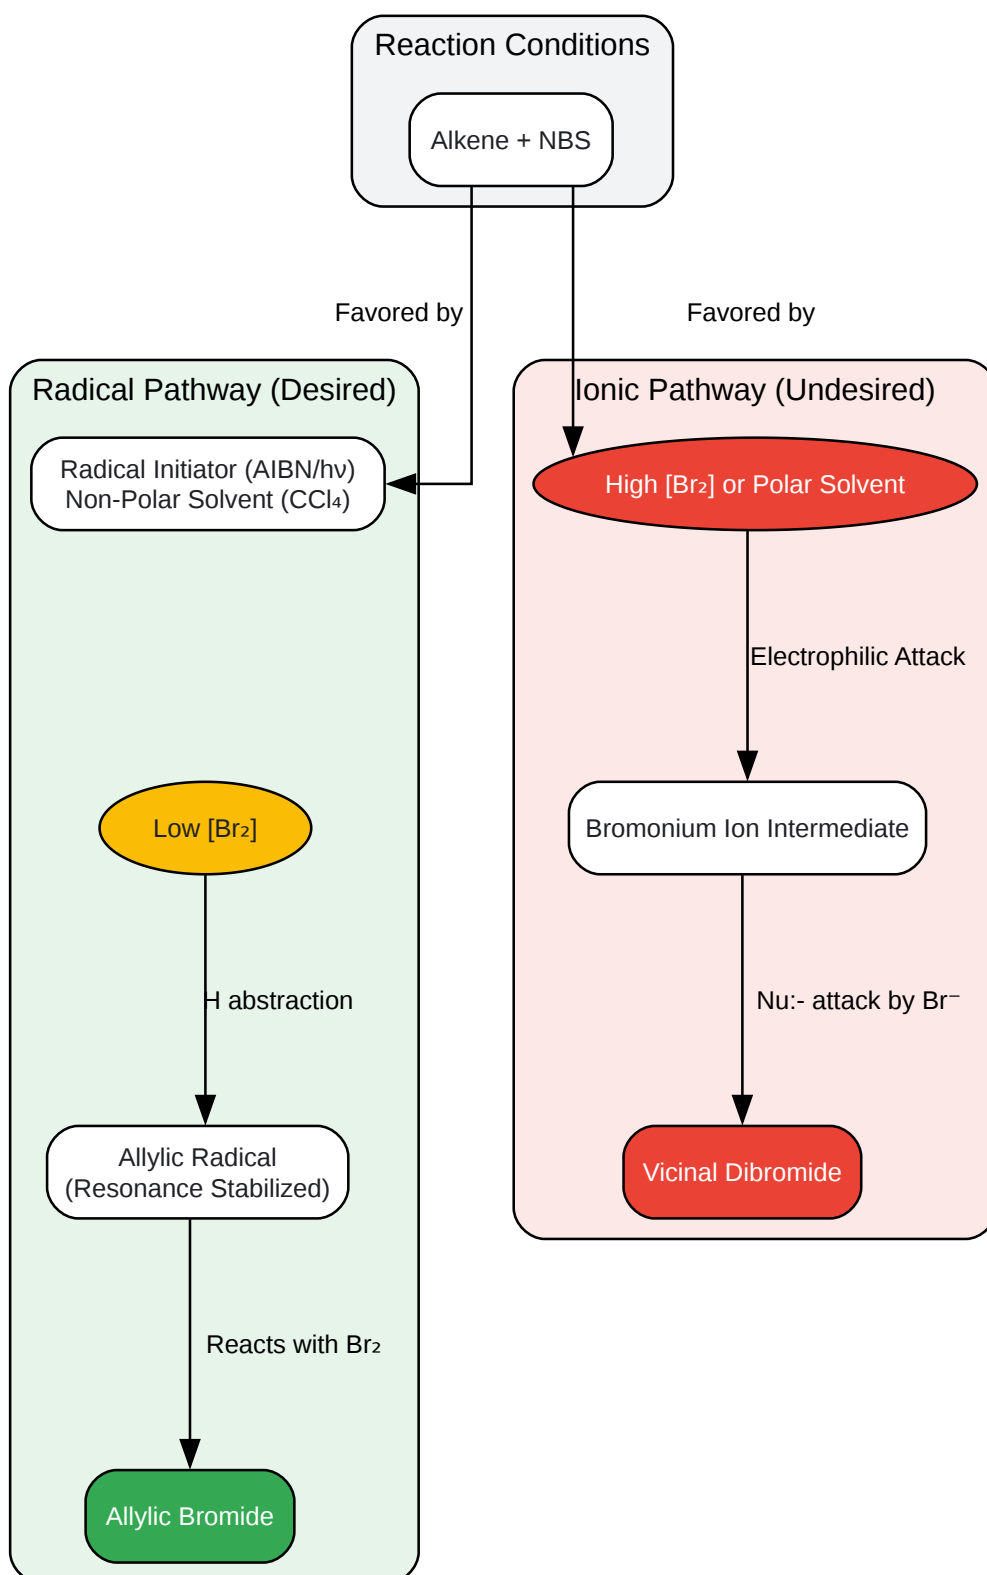 Reaction Conditions
Alkene + NBS
Favored by
Favored by
Radical Pathway (Desired)
Radical Initiator (AIBN/hν)
Non-Polar Solvent (CCl₄)
Low [Br₂]
H abstraction
Allylic Radical
(Resonance Stabilized)
Reacts with Br₂
Allylic Bromide
Ionic Pathway (Undesired)
High [Br₂] or Polar Solvent
Electrophilic Attack
Bromonium Ion Intermediate
Nu:- attack by Br⁻
Vicinal Dibromide